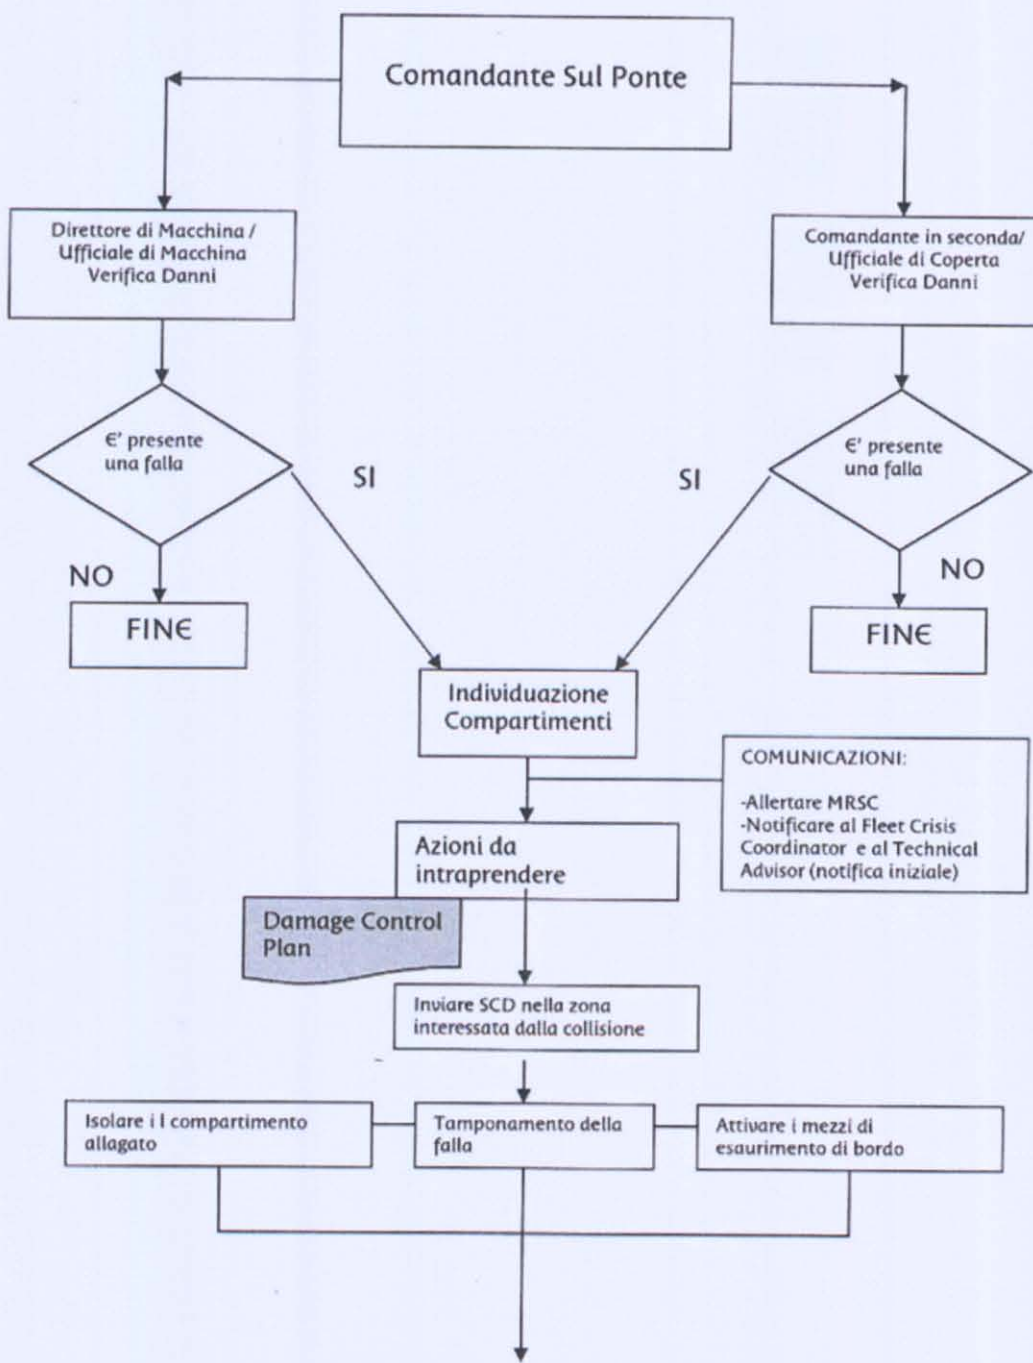 Comandante Sul Ponte
Direttore di Macchina /
Ufficiale di Macchina
Verifica Danni
Comandante in seconda/
Ufficiale di Coperta
Verifica Danni
E' presente
una falla
SI
SI
E' presente
una falla
NO
FINE
NO
FINE
Individuazione
Compartimenti
COMUNICAZIONI:
-Allertare MRSC
-Notificare al Fleet Crisis
Coordinator e al Technical
Advisor (notifica iniziale)
Azioni da
intraprendere
Damage Control
Plan
Inviare SCD nella zona
interessata dalla collisione
Isolare i l compartimento
allagato
Tamponamento della
falla
Attivare i mezzi di
esaurimento di bordo